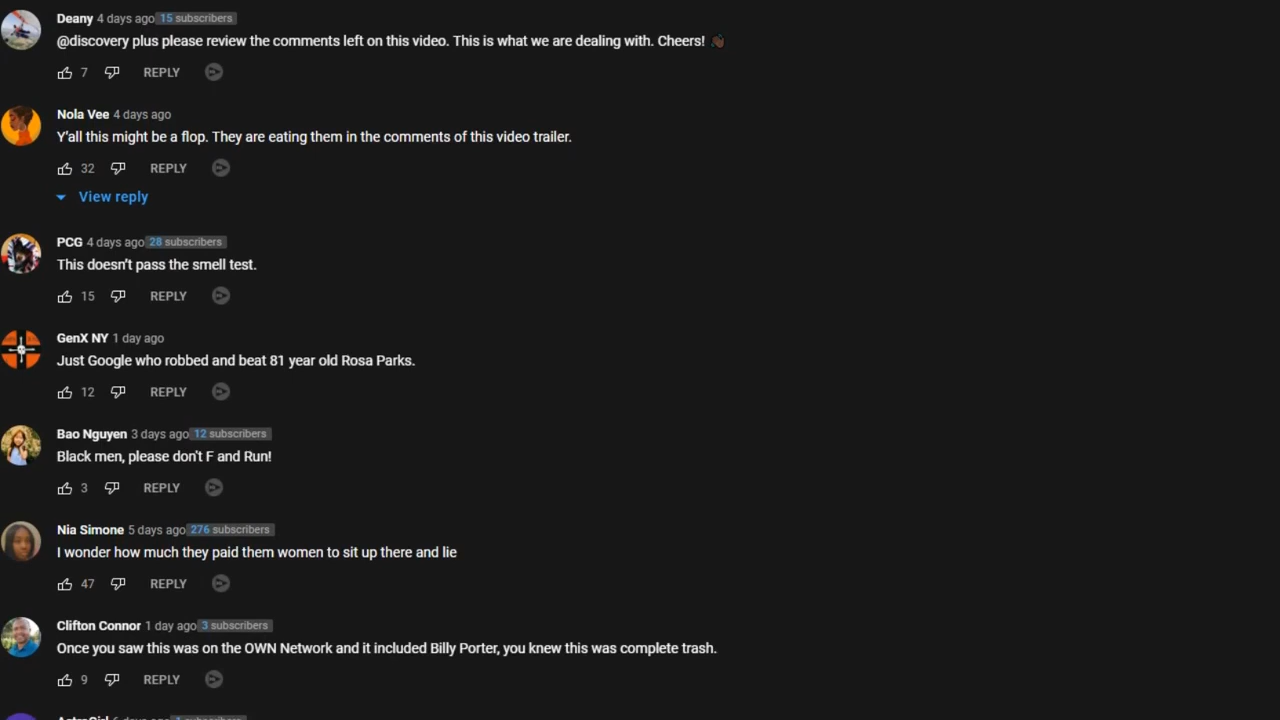 Deany 4 days ago 15 subscribers
@discovery plus please review the comments left on this video. This is what we are dealing with. Cheers!
7 REPLY
Nola Vee 4 days ago
Y'all this might be a flop. They are eating them in the comments of this video trailer.
32 REPLY
View reply
PCG 4 days ago 28 subscribers
This doesn't pass the smell test.
15 REPLY
GenX NY 1 day ago
Just Google who robbed and beat 81 year old Rosa Parks.
12 REPLY
Bao Nguyen 3 days ago 12 subscribers
Black men, please don't F and Run!
3 REPLY
Nia Simone 5 days ago 276 subscribers
I wonder how much they paid them women to sit up there and lie
47 REPLY
Clifton Connor 1 day ago 3 subscribers
Once you saw this was on the OWN Network and it included Billy Porter, you knew this was complete trash.
9 REPLY